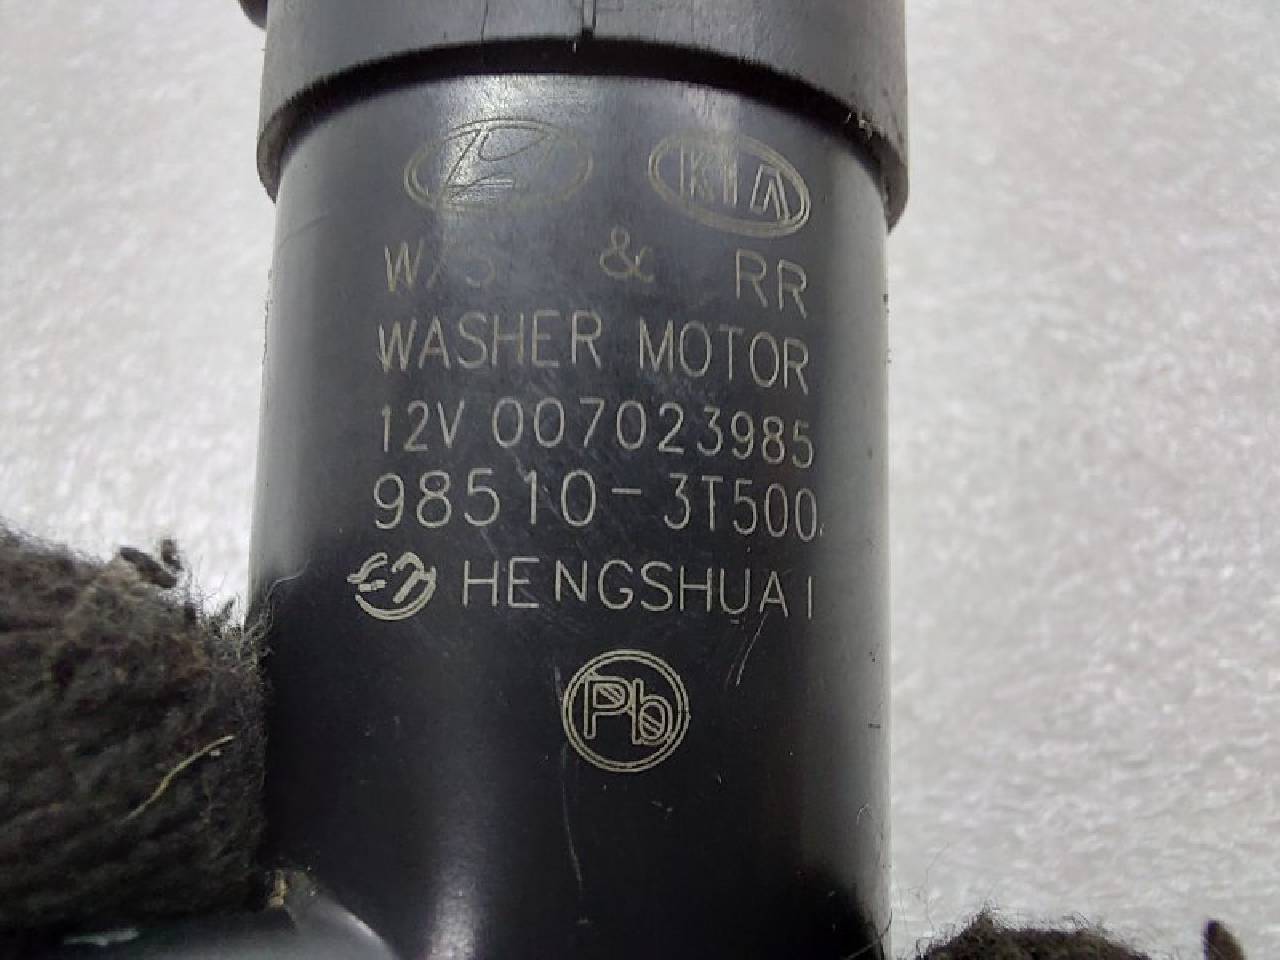 KIA
W/S & RR
WASHER MOTOR
12V 007023985
98510-3T500
HENGSHUAI
Pb